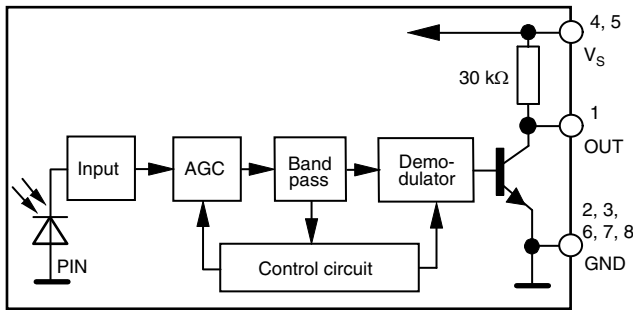 4, 5
V_S
30 kΩ
1
OUT
Input
AGC
Band
pass
Demo-
dulator
2, 3,
6, 7, 8
GND
PIN
Control circuit